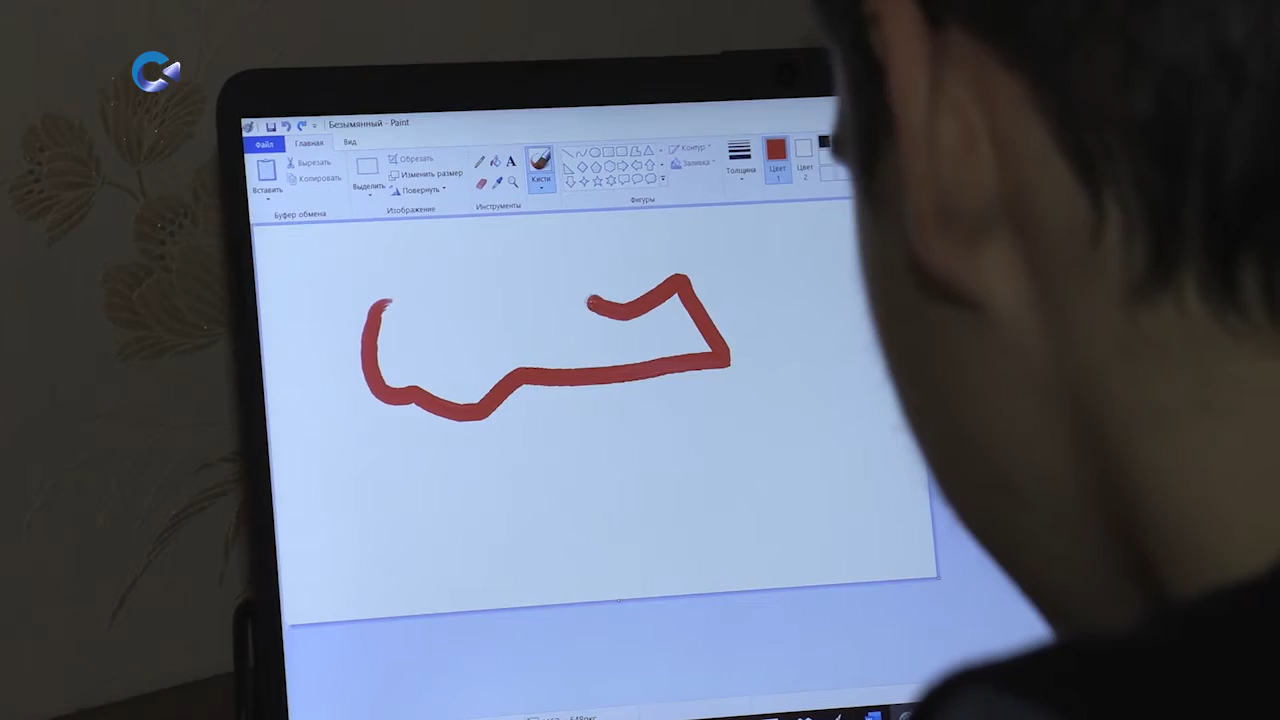 Безымянный - Paint
Файл Главная Вид
Вставить
Вырезать
Копировать
Буфер обмена
Выделить
Обрезать
Изменить размер
Повернуть
Изображение
A
Инструменты
Кисти
Контур
Заливка
Фигуры
Толщина
Цвет
1
Цвет
2